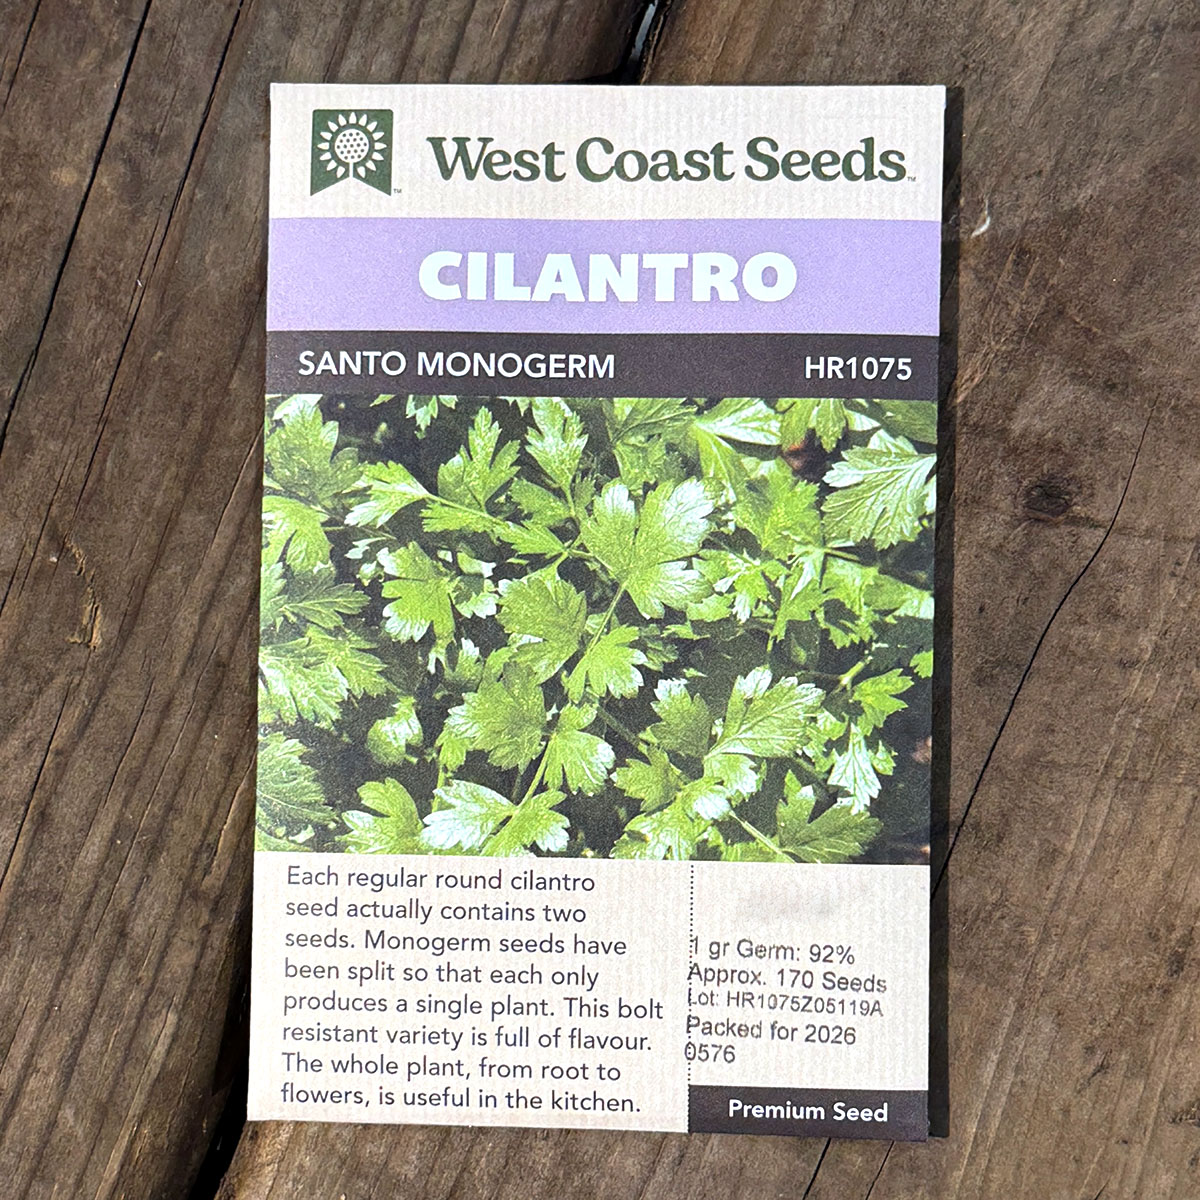 West Coast Seeds™
CILANTRO
SANTO MONOGERM HR1075
Each regular round cilantro
seed actually contains two
seeds. Monogerm seeds have
been split so that each only
produces a single plant. This bolt
resistant variety is full of flavour.
The whole plant, from root to
flowers, is useful in the kitchen.
1 gr Germ: 92%
Approx. 170 Seeds
Lot: HR1075Z05119A
Packed for 2026
0576
Premium Seed